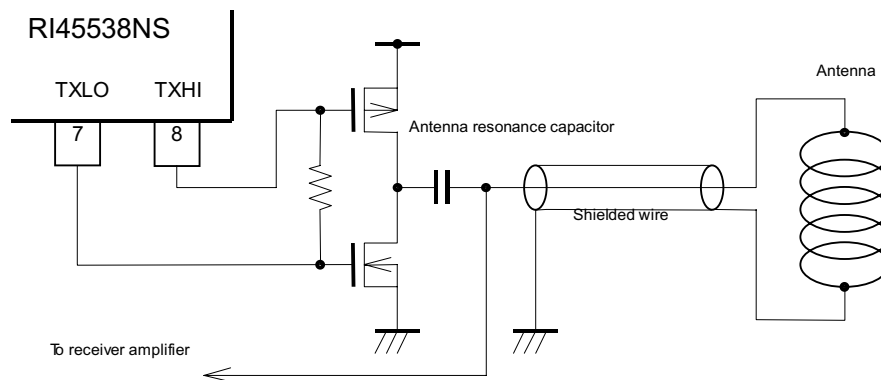 RI45538NS
Antenna
TXLO
TXHI
7
8
Antenna resonance capacitor
Shielded wire
To receiver amplifier